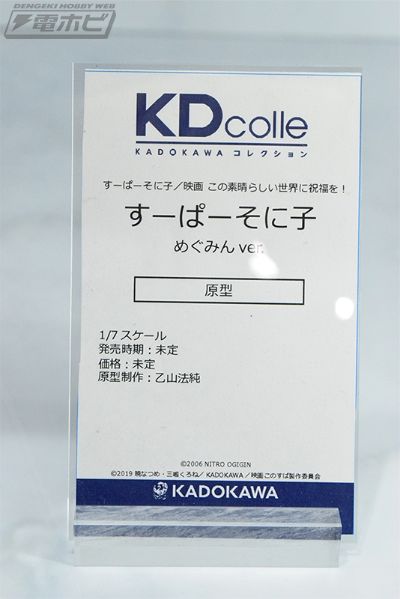 DENGEKI HOBBY WEB
電ホビ
KDcolle
KADOKAWA コレクション
すーぱーそに子／映画 この素晴らしい世界に祝福を！
すーぱーそに子
めぐみん ver.
原型
1/7 スケール
発売時期：未定
価格：未定
原型制作：乙山法純
©2006 NITRO OGIGIN
©2019 暁なつめ・三嶋くろね／KADOKAWA／映画このすば製作委員会
KADOKAWA